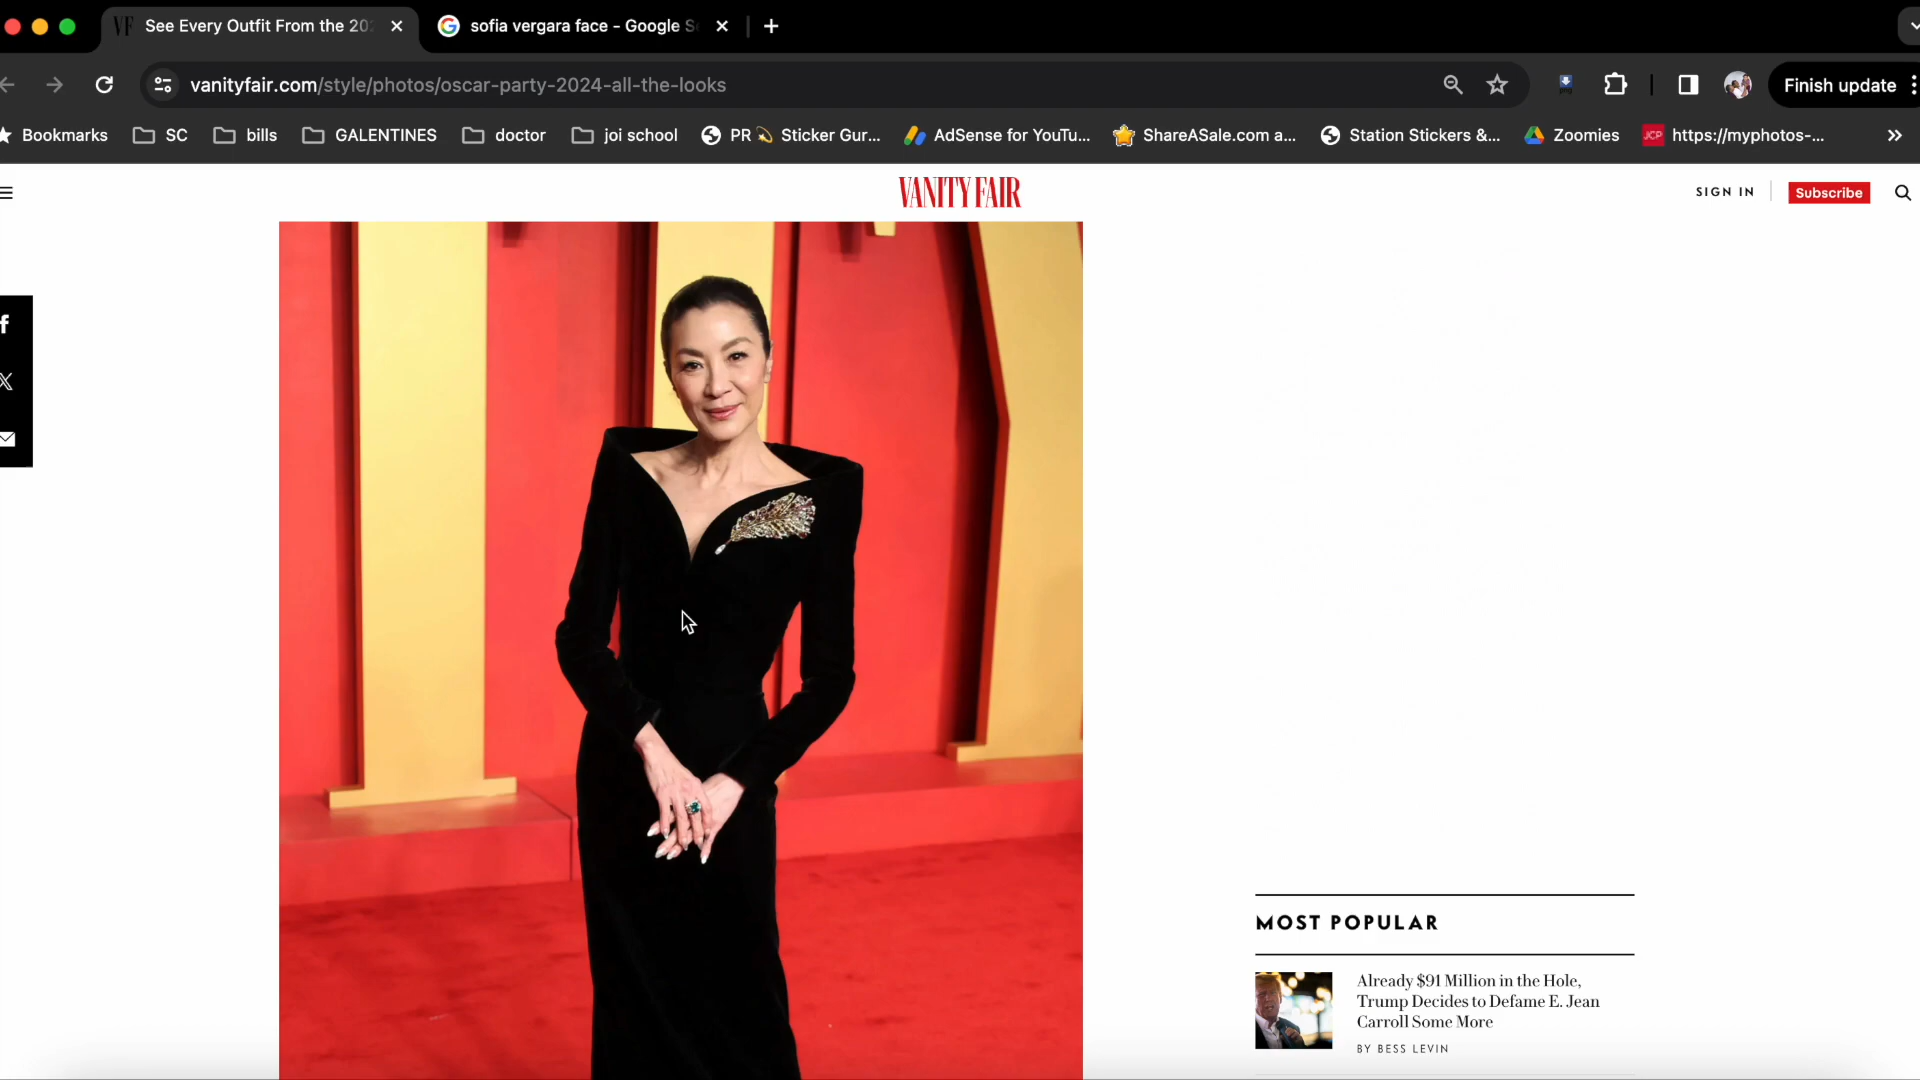 See Every Outfit From the 20
sofia vergara face - Google S
vanityfair.com/style/photos/oscar-party-2024-all-the-looks
Finish update
Bookmarks
SC
bills
GALENTINES
doctor
joi school
PR 💫 Sticker Gur...
AdSense for YouTu...
ShareASale.com a...
Station Stickers &...
Zoomies
JCP
https://myphotos-...
VANITY FAIR
SIGN IN
Subscribe
MOST POPULAR
Already $91 Million in the Hole,
Trump Decides to Defame E. Jean
Carroll Some More
BY BESS LEVIN